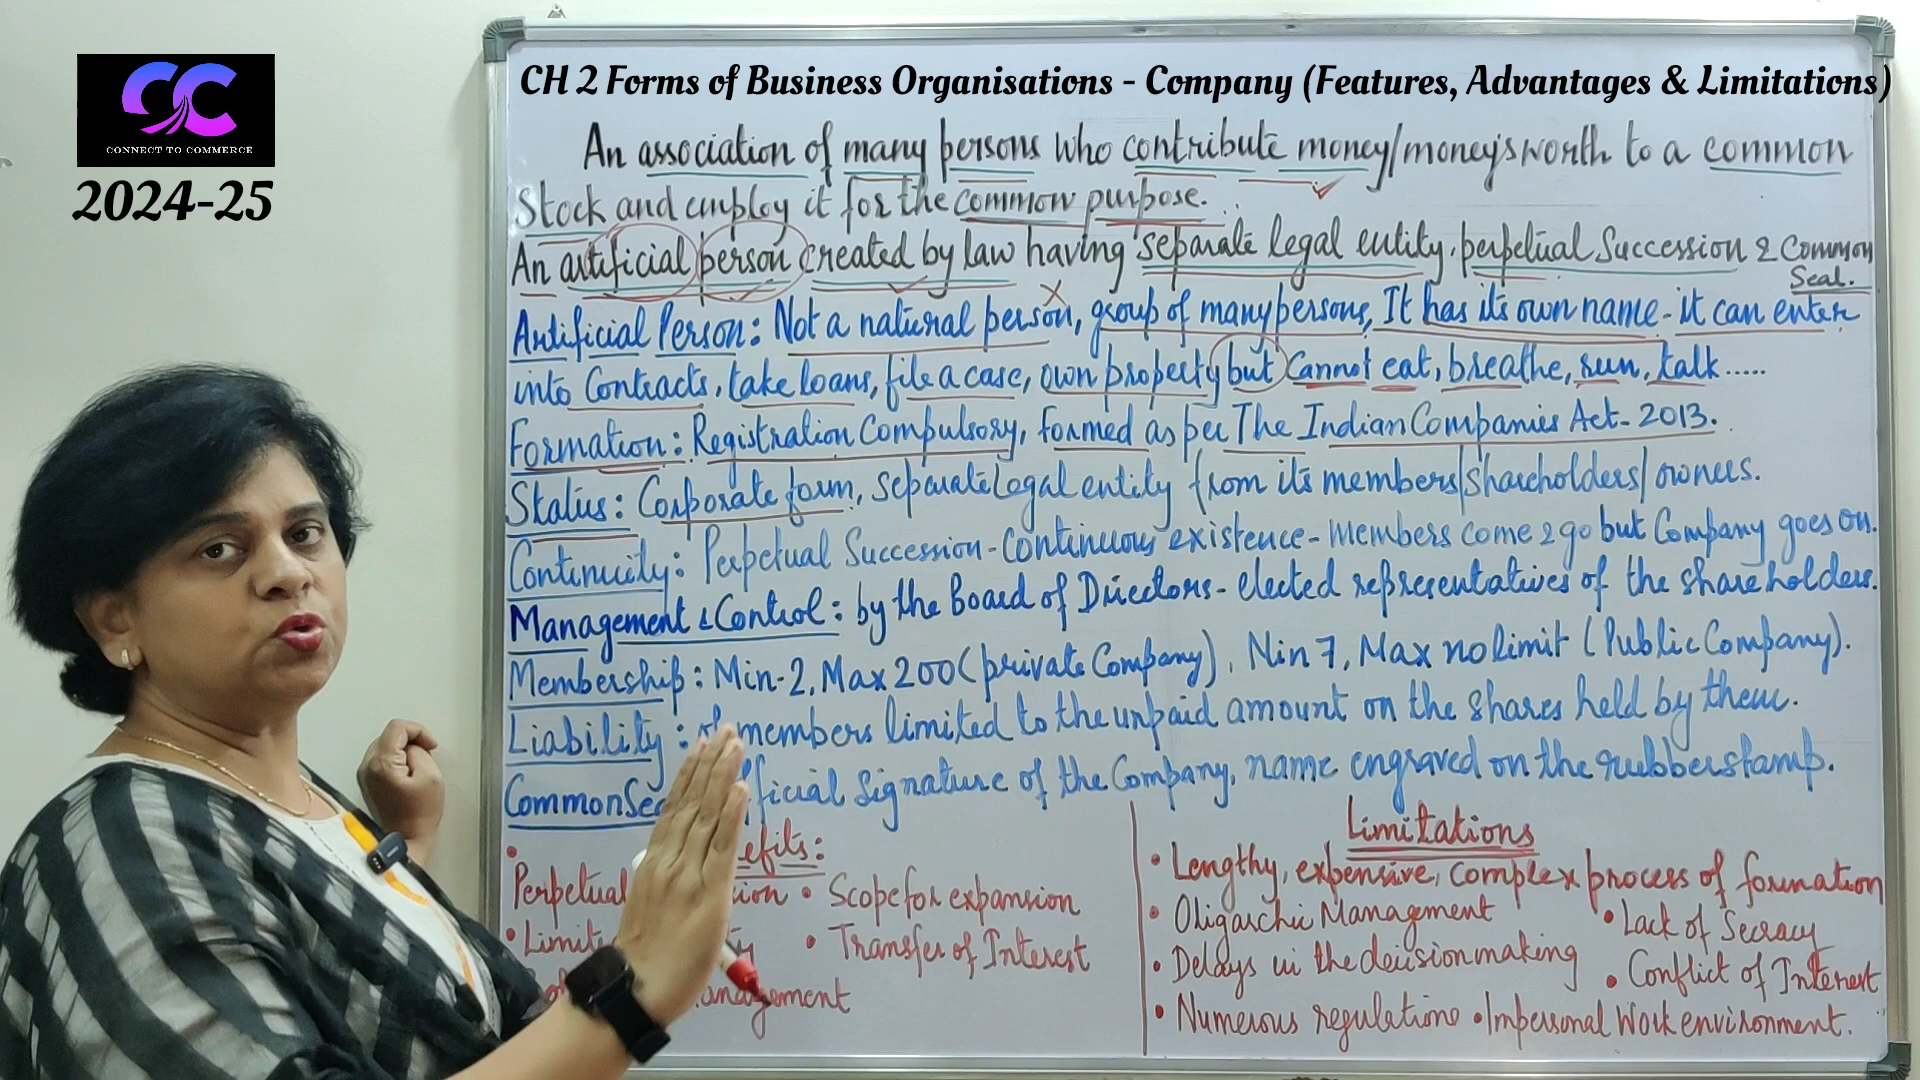 CONNECT TO COMMERCE
2024-25
CH 2 Forms of Business Organisations - Company (Features, Advantages & Limitations)
An association of many persons who contribute money/money's worth to a common
Stock and employ it for the common purpose.
An artificial person created by law having separate legal entity, perpetual Succession & Common
Seal.
Artificial Person: Not a natural person, group of many persons, It has its own name - it can enter
into Contracts, take loans, file a case, own property but Cannot eat, breathe, run, talk.....
Formation: Registration Compulsory, formed as per The Indian Companies Act - 2013.
Status: Corporate form, Separate Legal entity from its members/shareholders/owners.
Continuity: Perpetual Succession - Continuous existence - Members come & go but Company goes on.
Management & Control: by the Board of Directors - elected representatives of the shareholders.
Membership: Min-2, Max 200 (private Company), Min 7, Max no limit (Public Company).
Liability: of members limited to the unpaid amount on the shares held by them.
Common Sea fficial signature of the Company, name engraved on the rubber stamp.
efits:
Perpetual sion • Scope for expansion
• Limite ty • Transfer of Interest
anagement
Limitations
• Lengthy, expensive, complex process of formation
• Oligarchic Management • Lack of Secracy
• Delays in the decision making • Conflict of Interest
• Numerous regulations • Impersonal Work environment.